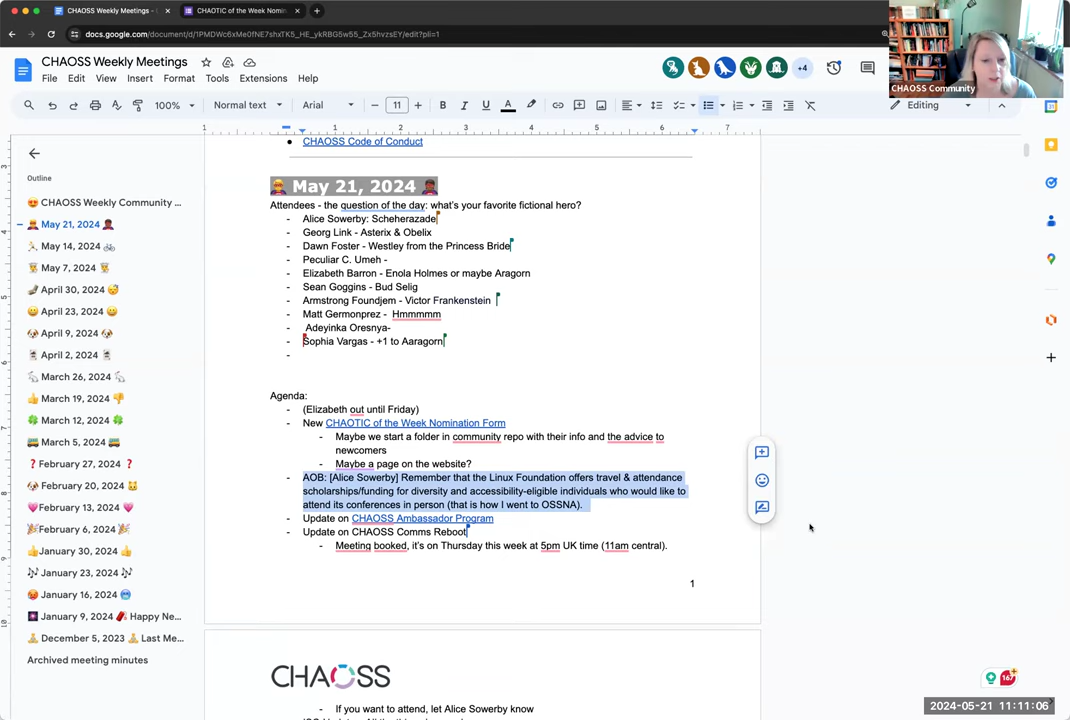 CHAOSS Weekly Meetings -
CHAOTIC of the Week Nomin
docs.google.com/document/d/1PMDWc6xMe0fNE7shxTK5_HE_ykRBG5w55_Zx5hvzsEY/edit?pli=1
CHAOSS Weekly Meetings
File Edit View Insert Format Tools Extensions Help
+4
CHAOSS Community
100% Normal text Arial 11 Editing
1 1 2 3 4 5 6 7
CHAOSS Code of Conduct
Outline
😍 CHAOSS Weekly Community ...
May 21, 2024
May 14, 2024
May 7, 2024
April 30, 2024
April 23, 2024
April 9, 2024
April 2, 2024
March 26, 2024
March 19, 2024
March 12, 2024
March 5, 2024
❓ February 27, 2024 ❓
February 20, 2024
February 13, 2024
February 6, 2024
January 30, 2024
January 23, 2024
January 16, 2024
January 9, 2024 🧧 Happy Ne...
December 5, 2023 Last Me...
Archived meeting minutes
May 21, 2024
Attendees - the question of the day: what's your favorite fictional hero?
- Alice Sowerby: Scheherazade
- Georg Link - Asterix & Obelix
- Dawn Foster - Westley from the Princess Bride
- Peculiar C. Umeh -
- Elizabeth Barron - Enola Holmes or maybe Aragorn
- Sean Goggins - Bud Selig
- Armstrong Foundjem - Victor Frankenstein
- Matt Germonprez - Hmmmmm
- Adeyinka Oresnya-
- Sophia Vargas - +1 to Aaragorn
-
Agenda:
- (Elizabeth out until Friday)
- New CHAOTIC of the Week Nomination Form
- Maybe we start a folder in community repo with their info and the advice to
newcomers
- Maybe a page on the website?
- AOB: [Alice Sowerby] Remember that the Linux Foundation offers travel & attendance
scholarships/funding for diversity and accessibility-eligible individuals who would like to
attend its conferences in person (that is how I went to OSSNA).
- Update on CHAOSS Ambassador Program
- Update on CHAOSS Comms Reboot
- Meeting booked, it's on Thursday this week at 5pm UK time (11am central).
1
CHAOSS
- If you want to attend, let Alice Sowerby know
167
2024-05-21 11:11:06